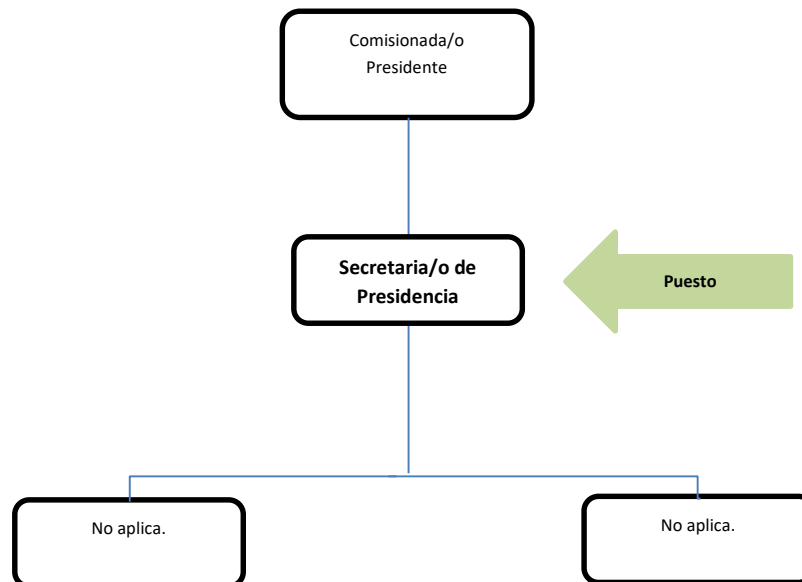 Comisionada/o
Presidente
Secretaria/o de
Presidencia
Puesto
No aplica.
No aplica.